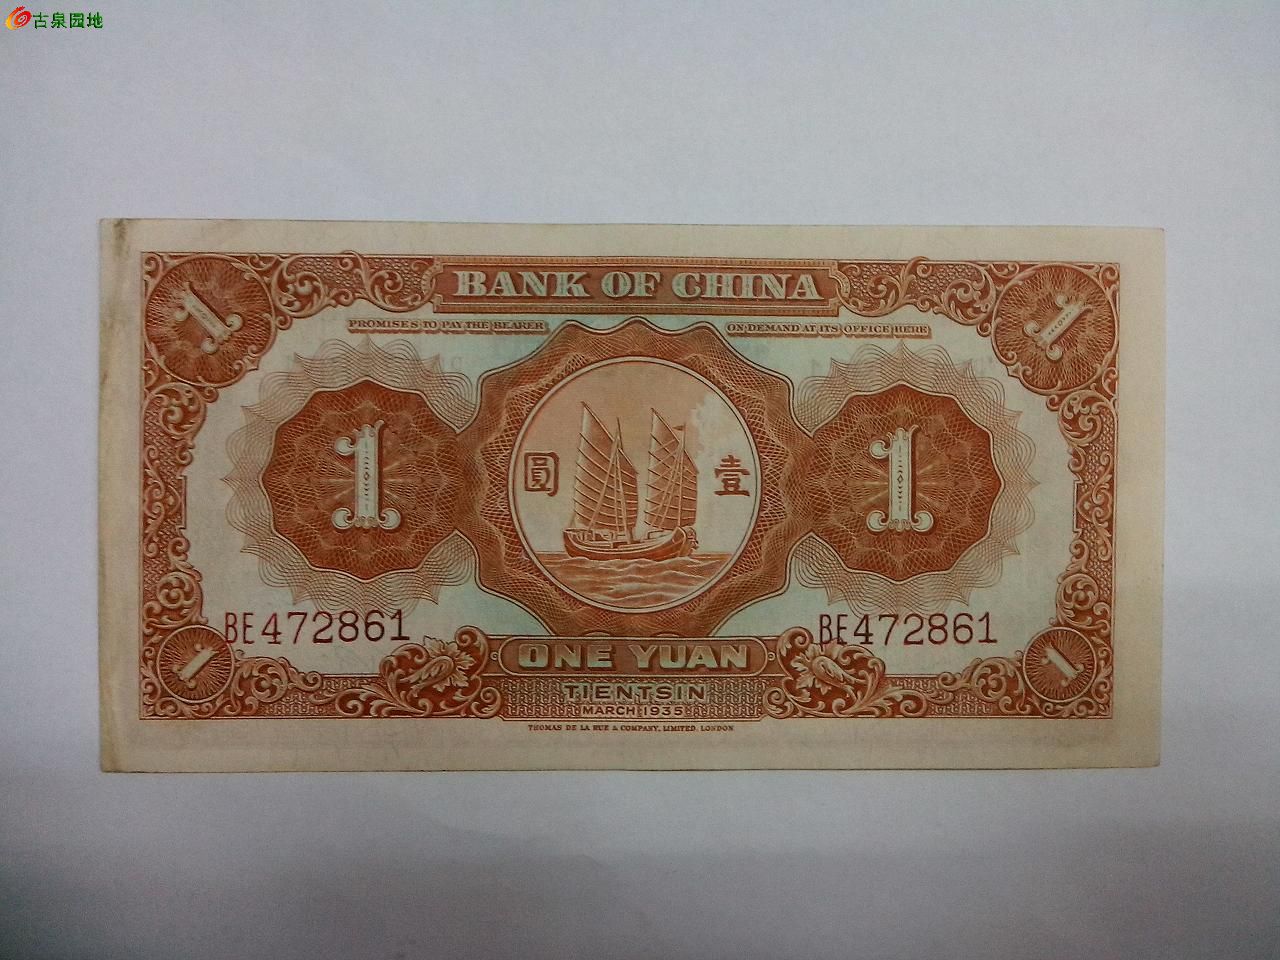 古泉园地
1 BANK OF CHINA 1
PROMISES TO PAY THE BEARER ON DEMAND AT ITS OFFICE HERE
1 圓 壹 1
BE472861 BE472861
1 ONE YUAN 1
TIENTSIN
MARCH 1935
THOMAS DE LA RUE & COMPANY, LIMITED, LONDON